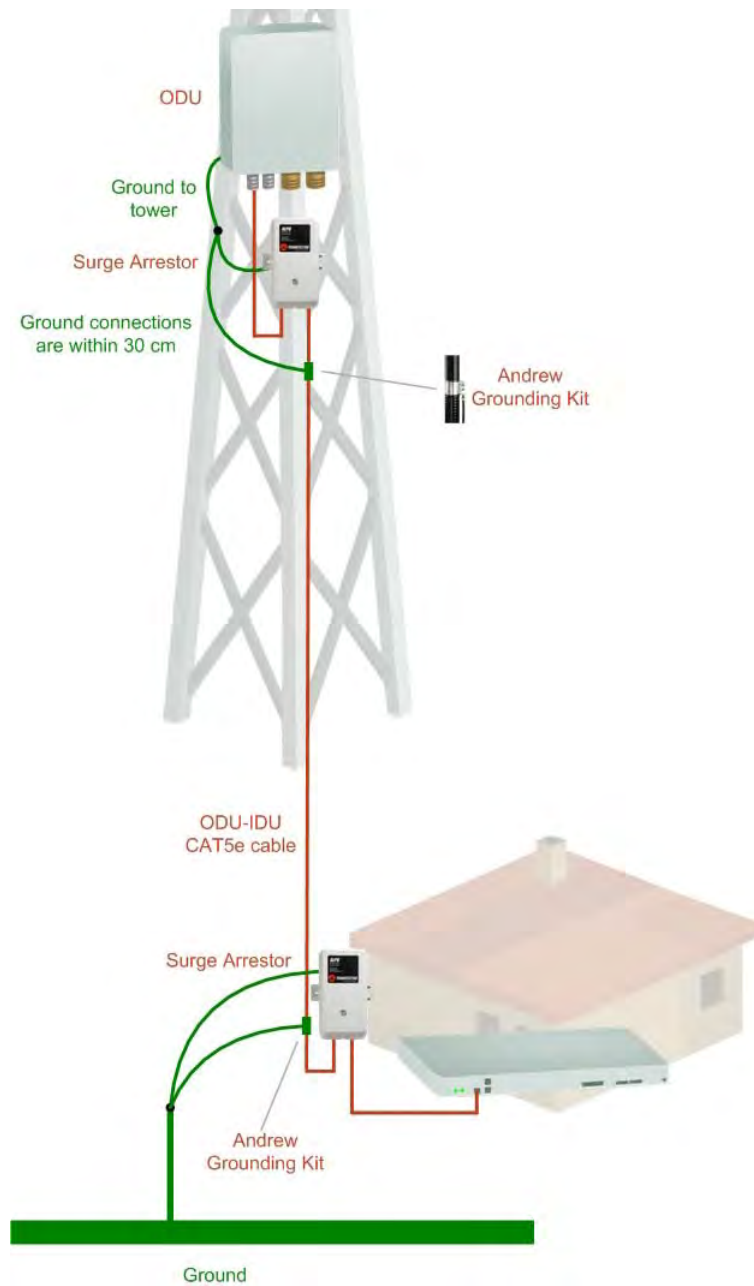 ODU
Ground to
tower
Surge Arrestor
Ground connections
are within 30 cm
Andrew
Grounding Kit
ODU-IDU
CAT5e cable
Surge Arrestor
Andrew
Grounding Kit
Ground